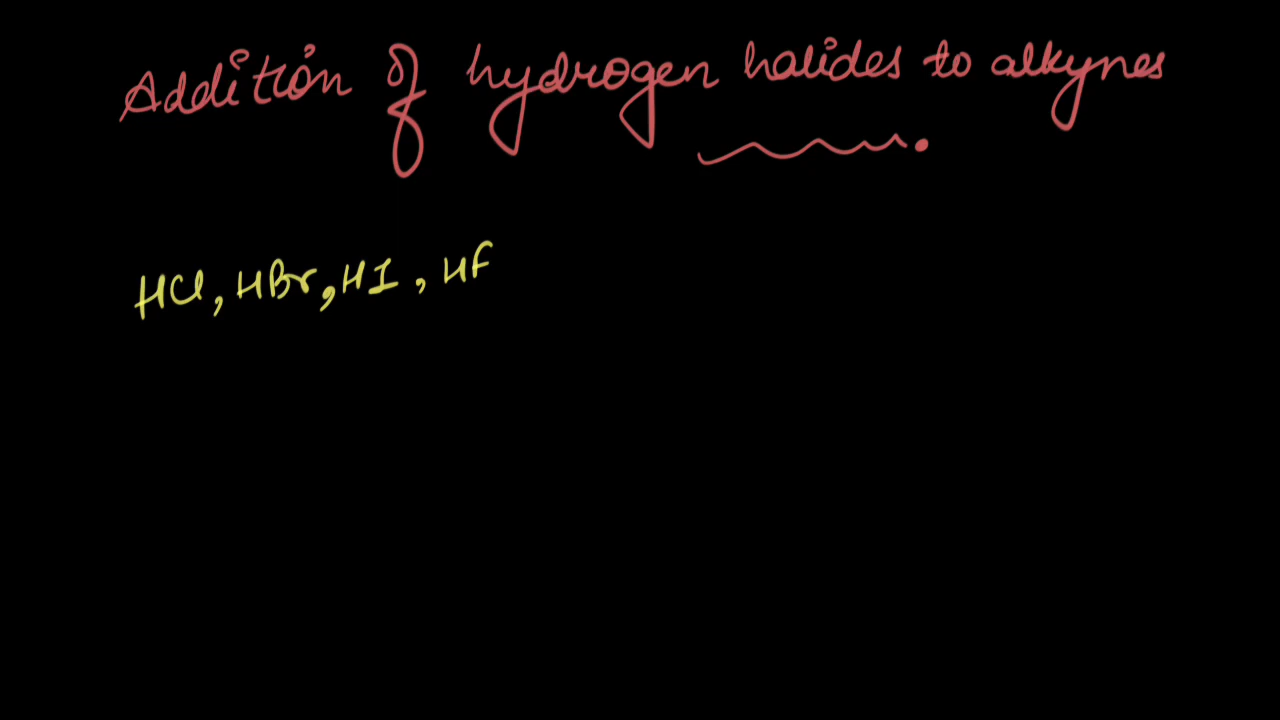 Addition of hydrogen halides to alkynes
HCl, HBr, HI, HF